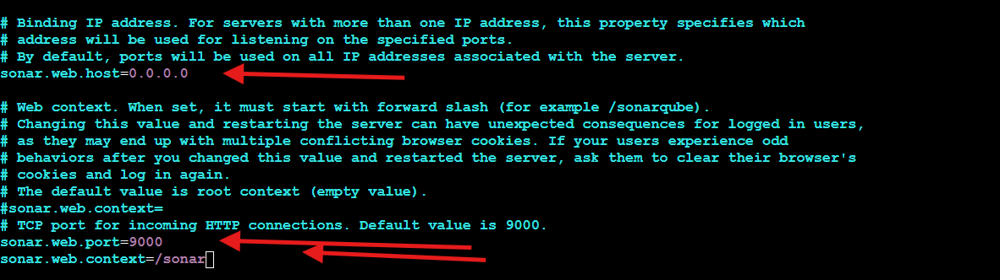 # Binding IP address. For servers with more than one IP address, this property specifies which
# address will be used for listening on the specified ports.
# By default, ports will be used on all IP addresses associated with the server.
sonar.web.host=0.0.0.0
# Web context. When set, it must start with forward slash (for example /sonarqube).
# Changing this value and restarting the server can have unexpected consequences for logged in users,
# as they may end up with multiple conflicting browser cookies. If your users experience odd
# behaviors after you changed this value and restarted the server, ask them to clear their browser's
# cookies and log in again.
# The default value is root context (empty value).
#sonar.web.context=
# TCP port for incoming HTTP connections. Default value is 9000.
sonar.web.port=9000
sonar.web.context=/sonar